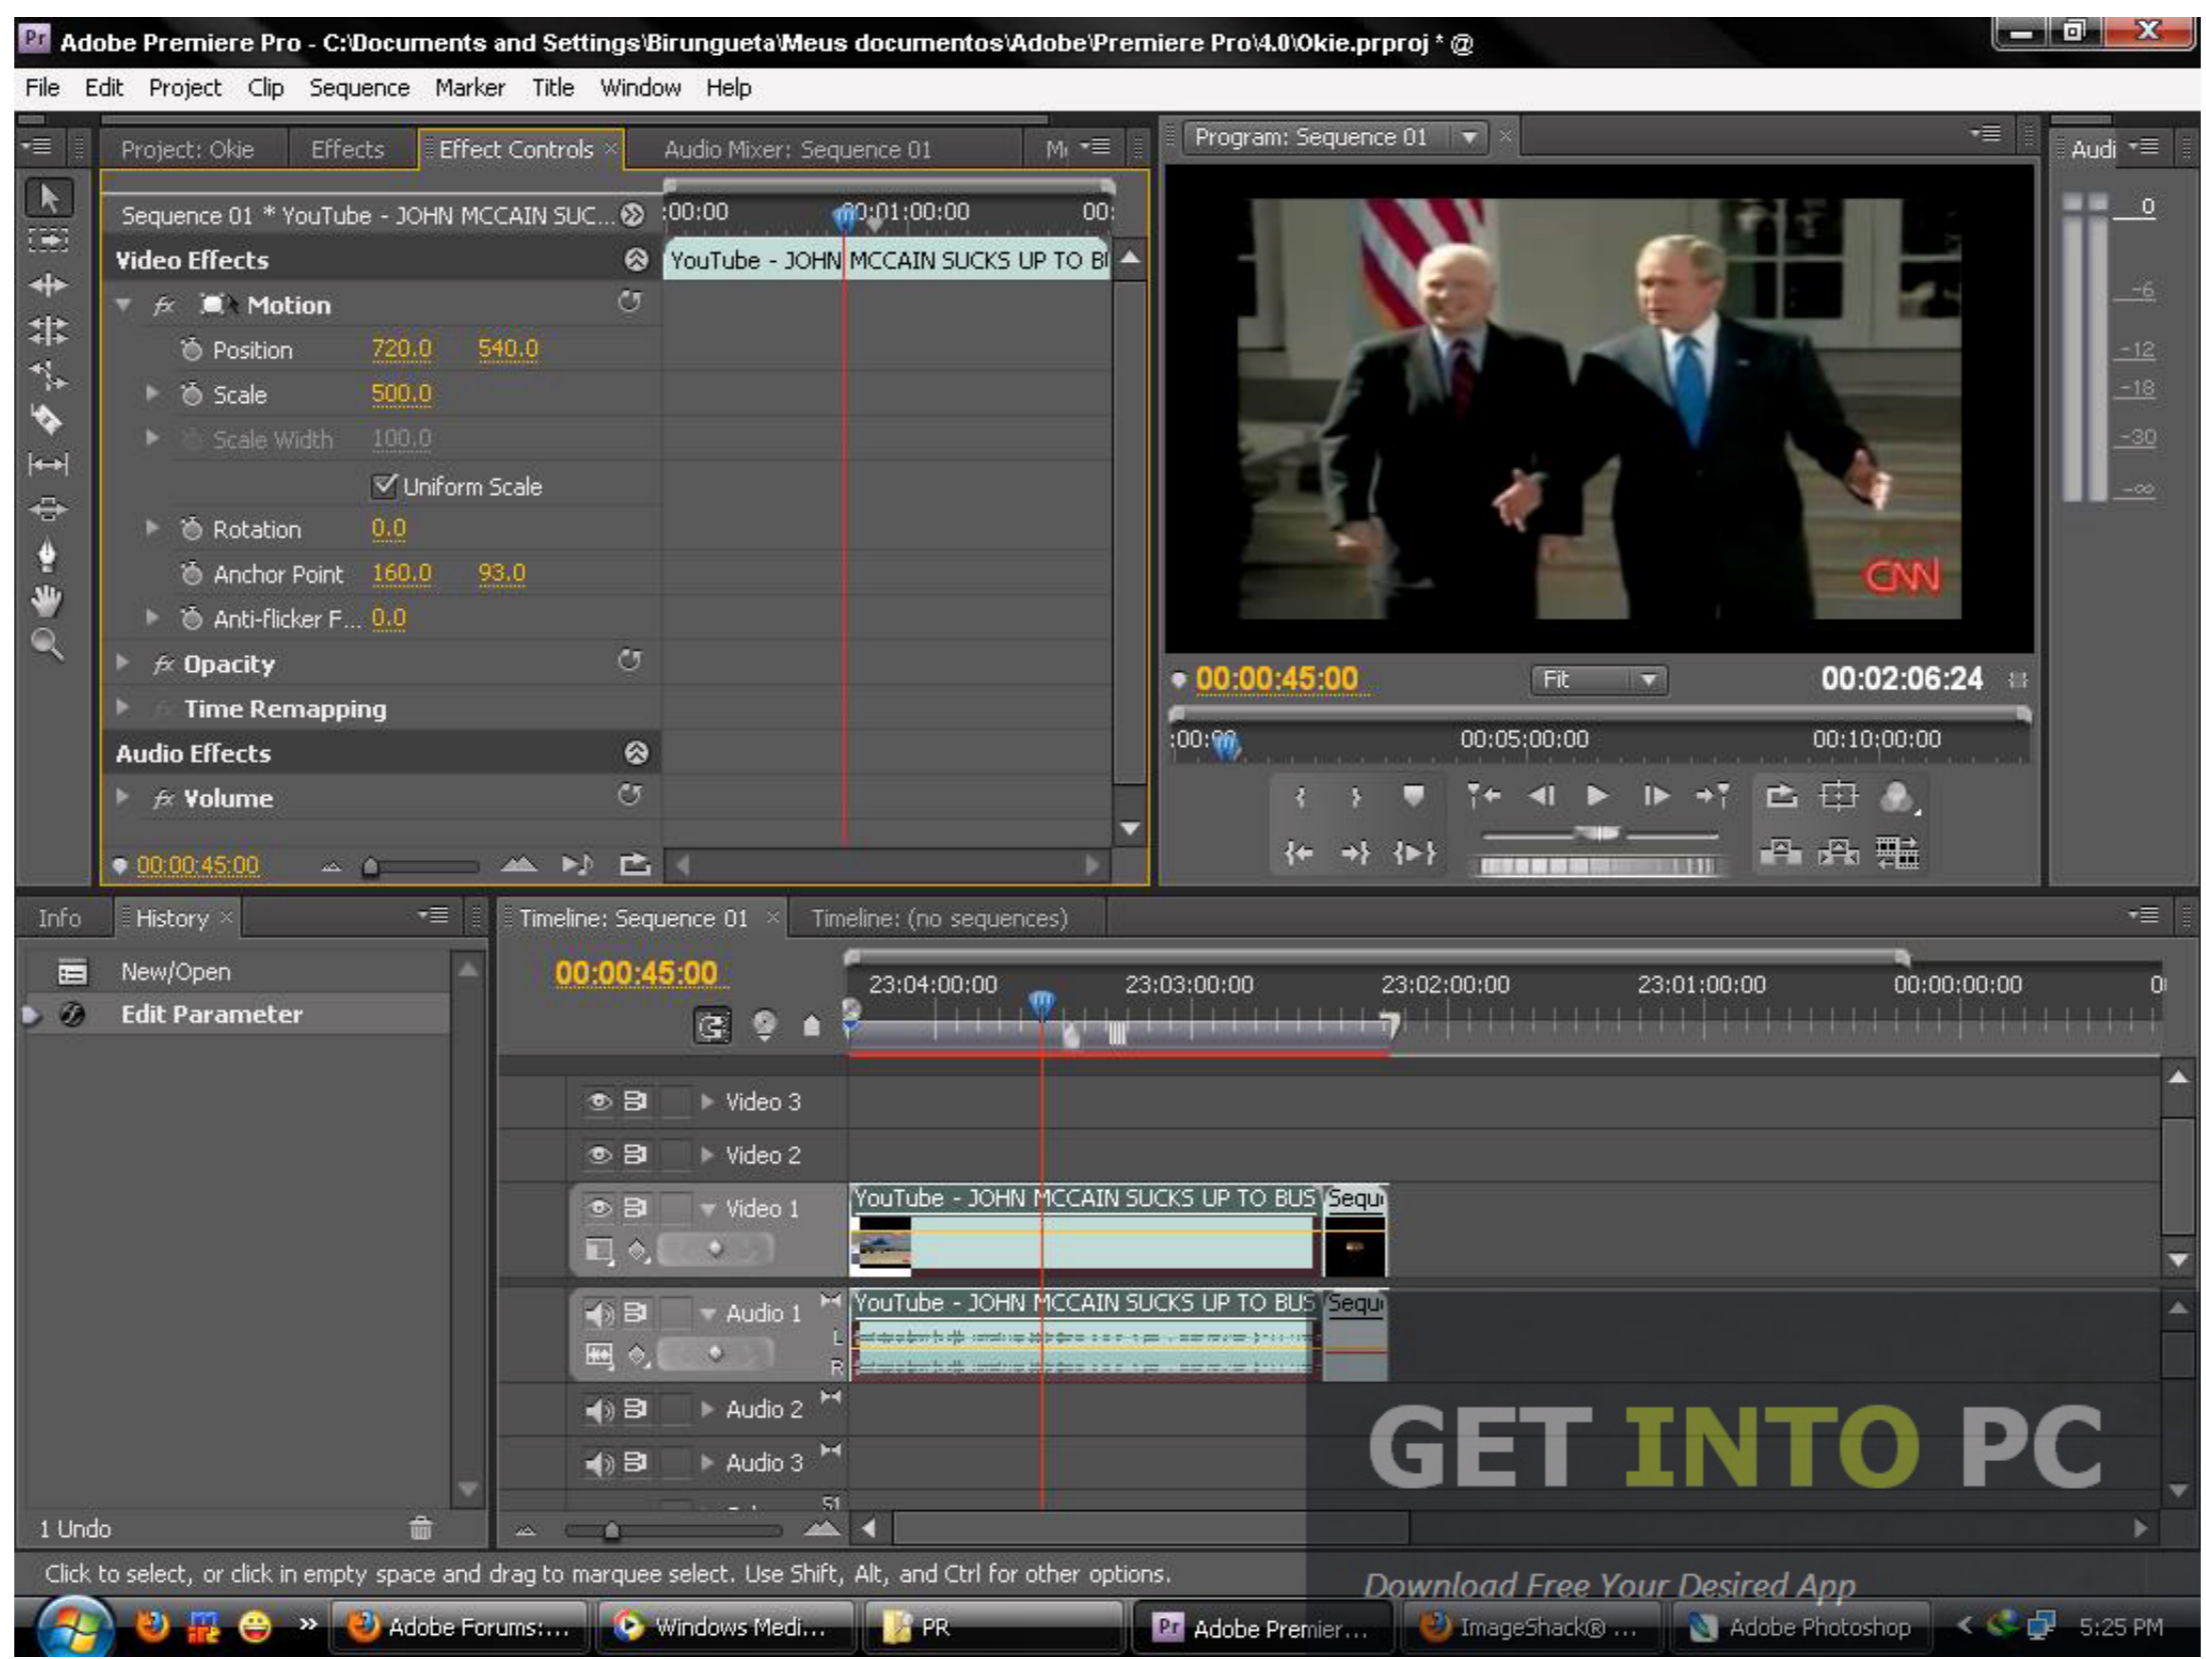 Pr Adobe Premiere Pro - C:\Documents and Settings\Birungueta\Meus documentos\Adobe\Premiere Pro\4.0\Okie.prproj * @
File Edit Project Clip Sequence Marker Title Window Help
Project: Okie Effects Effect Controls × Audio Mixer: Sequence 01
Program: Sequence 01
Audi
Sequence 01 * YouTube - JOHN MCCAIN SUC...
:00:00 00:01:00:00 00:
Video Effects
YouTube - JOHN MCCAIN SUCKS UP TO BI
fx Motion
Position 720.0 540.0
Scale 500.0
Scale Width 100.0
Uniform Scale
Rotation 0.0
Anchor Point 160.0 93.0
Anti-flicker F... 0.0
fx Opacity
Time Remapping
Audio Effects
fx Volume
00:00:45:00
CNN
00:00:45:00 Fit 00:02:06:24
:00:00 00:05:00:00 00:10:00:00
0
-6
-12
-18
-30
-∞
Info History ×
New/Open
Edit Parameter
1 Undo
Timeline: Sequence 01 × Timeline: (no sequences)
00:00:45:00
23:04:00:00 23:03:00:00 23:02:00:00 23:01:00:00 00:00:00:00 0
Video 3
Video 2
Video 1
YouTube - JOHN MCCAIN SUCKS UP TO BUS Sequ
Audio 1
L
R
YouTube - JOHN MCCAIN SUCKS UP TO BUS Sequ
Audio 2
Audio 3
51
GET INTO PC
Download Free Your Desired App
Click to select, or click in empty space and drag to marquee select. Use Shift, Alt, and Ctrl for other options.
» Adobe Forums:... Windows Medi... PR Pr Adobe Premier... ImageShack® ... Adobe Photoshop < 5:25 PM